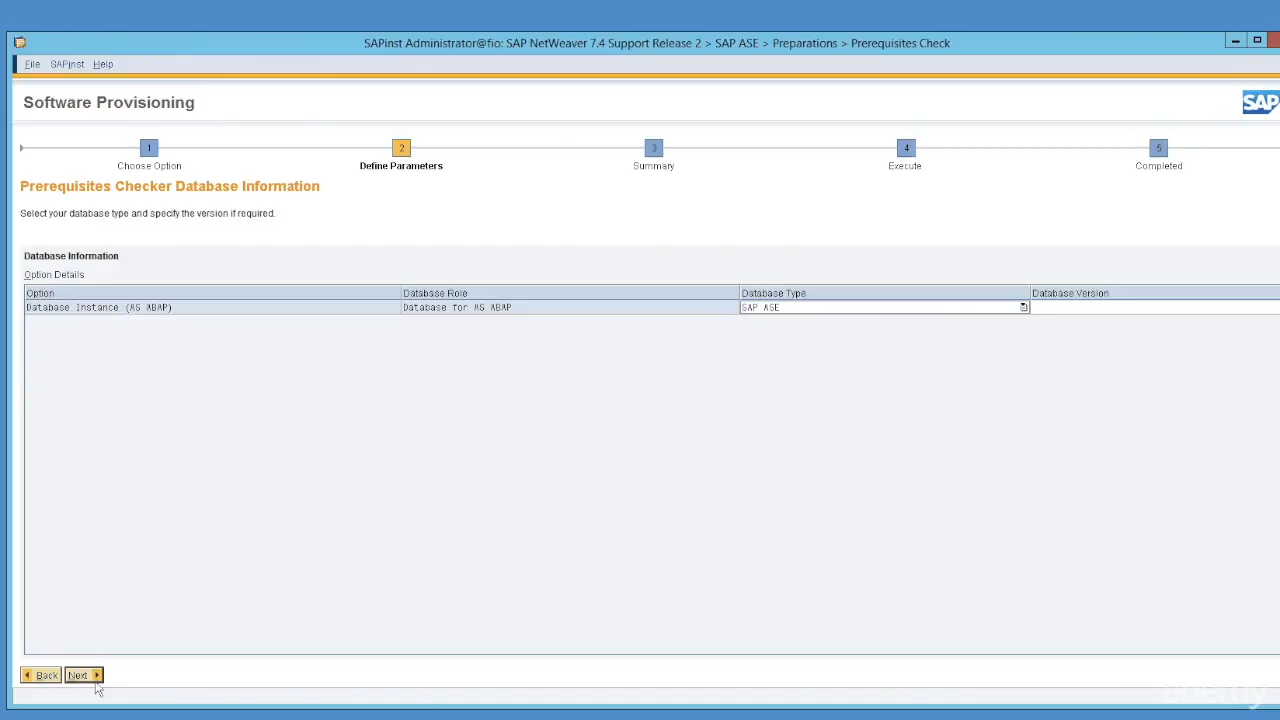 SAPinst Administrator@fio: SAP NetWeaver 7.4 Support Release 2 > SAP ASE > Preparations > Prerequisites Check
File SAPinst Help
Software Provisioning
SAP
1 2 3 4 5
Choose Option Define Parameters Summary Execute Completed
Prerequisites Checker Database Information
Select your database type and specify the version if required.
Database Information
Option Details
Option Database Role Database Type Database Version
Database Instance (AS ABAP) Database for AS ABAP SAP ASE
Back Next
udemy